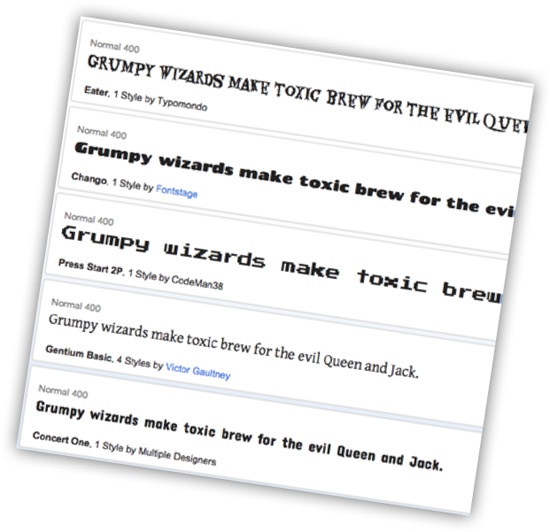 Normal 400
GRUMPY WIZARDS MAKE TOXIC BREW FOR THE EVIL
Eater, 1 Style by Typomondo
Normal 400
Grumpy wizards make toxic brew for the evi
Chango, 1 Style by Fontstage
Normal 400
Grumpy wizards make toxic brew
Press Start 2P, 1 Style by CodeMan38
Normal 400
Grumpy wizards make toxic brew for the evil Queen and Jack.
Gentium Basic, 4 Styles by Victor Gaultney
Normal 400
Grumpy wizards make toxic brew for the evil Queen and Jack.
Concert One, 1 Style by Multiple Designers